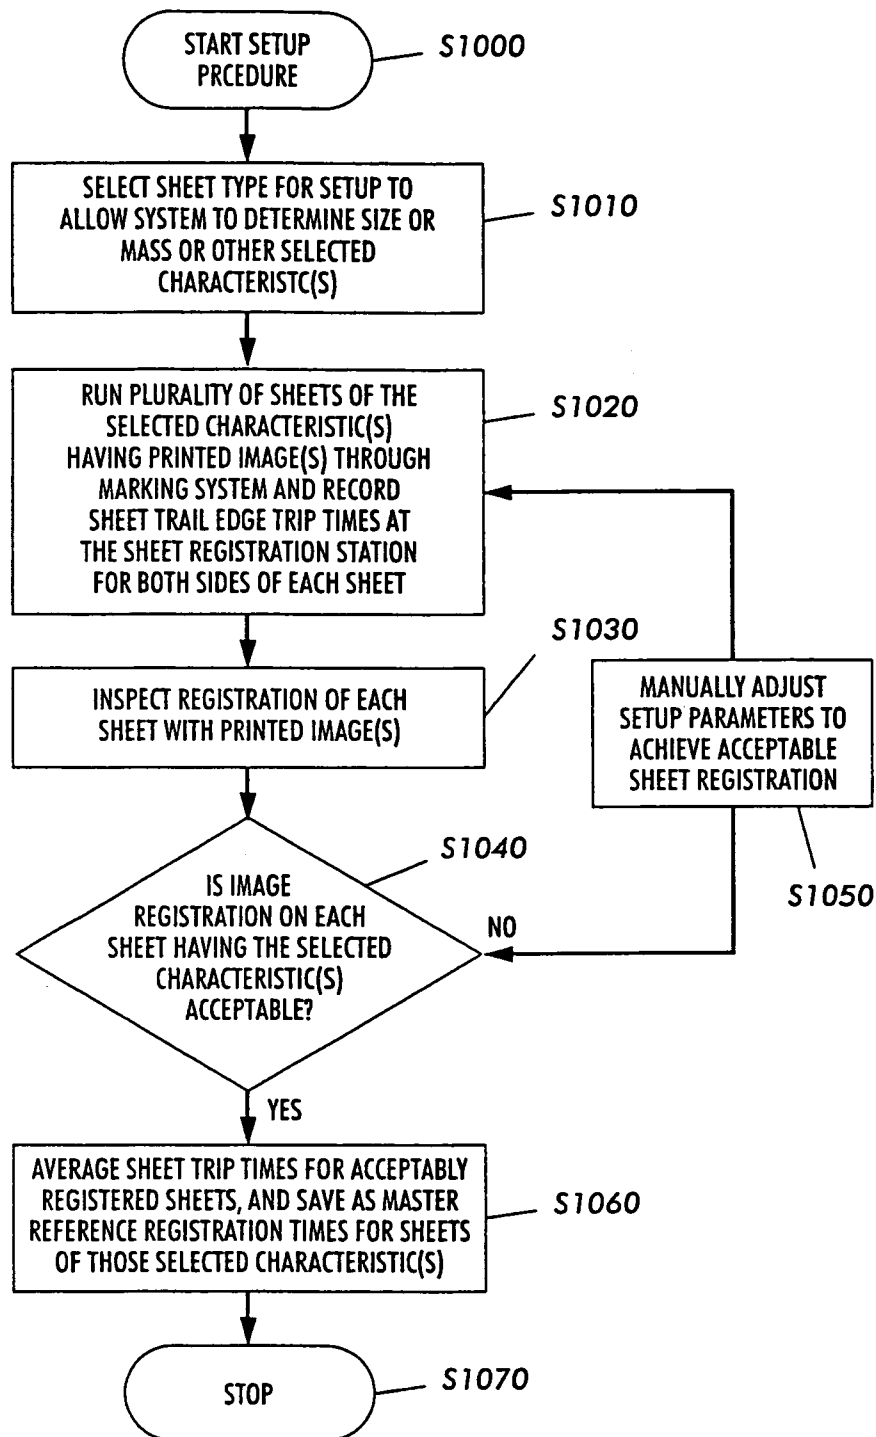 START SETUP
PRCEDURE
S1000
SELECT SHEET TYPE FOR SETUP TO
ALLOW SYSTEM TO DETERMINE SIZE OR
MASS OR OTHER SELECTED
CHARACTERISTC(S)
S1010
RUN PLURALITY OF SHEETS OF THE
SELECTED CHARACTERISTIC(S)
HAVING PRINTED IMAGE(S) THROUGH
MARKING SYSTEM AND RECORD
SHEET TRAIL EDGE TRIP TIMES AT
THE SHEET REGISTRATION STATION
FOR BOTH SIDES OF EACH SHEET
S1020
INSPECT REGISTRATION OF EACH
SHEET WITH PRINTED IMAGE(S)
S1030
IS IMAGE
REGISTRATION ON EACH
SHEET HAVING THE SELECTED
CHARACTERISTIC(S)
ACCEPTABLE?
S1040
NO
MANUALLY ADJUST
SETUP PARAMETERS TO
ACHIEVE ACCEPTABLE
SHEET REGISTRATION
S1050
YES
AVERAGE SHEET TRIP TIMES FOR ACCEPTABLY
REGISTERED SHEETS, AND SAVE AS MASTER
REFERENCE REGISTRATION TIMES FOR SHEETS
OF THOSE SELECTED CHARACTERISTIC(S)
S1060
STOP
S1070